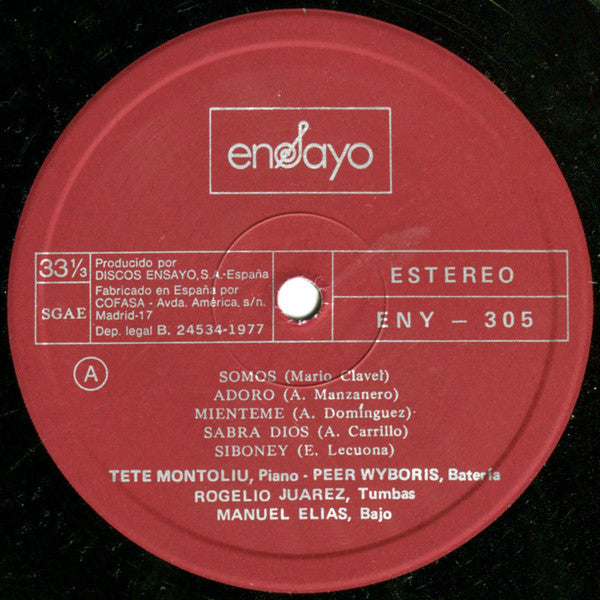 ensayo
33 1/3
SGAE
Producido por
DISCOS ENSAYO, S.A.-España
Fabricado en España por
COFASA - Avda. América, s/n.
Madrid-17
Dep. legal B. 24534-1977
ESTEREO
ENY - 305
A
SOMOS (Mario Clavel)
ADORO (A. Manzanero)
MIENTEME (A. Domínguez)
SABRA DIOS (A. Carrillo)
SIBONEY (E. Lecuona)
TETE MONTOLIU, Piano - PEER WYBORIS, Batería
ROGELIO JUAREZ, Tumbas
MANUEL ELIAS, Bajo